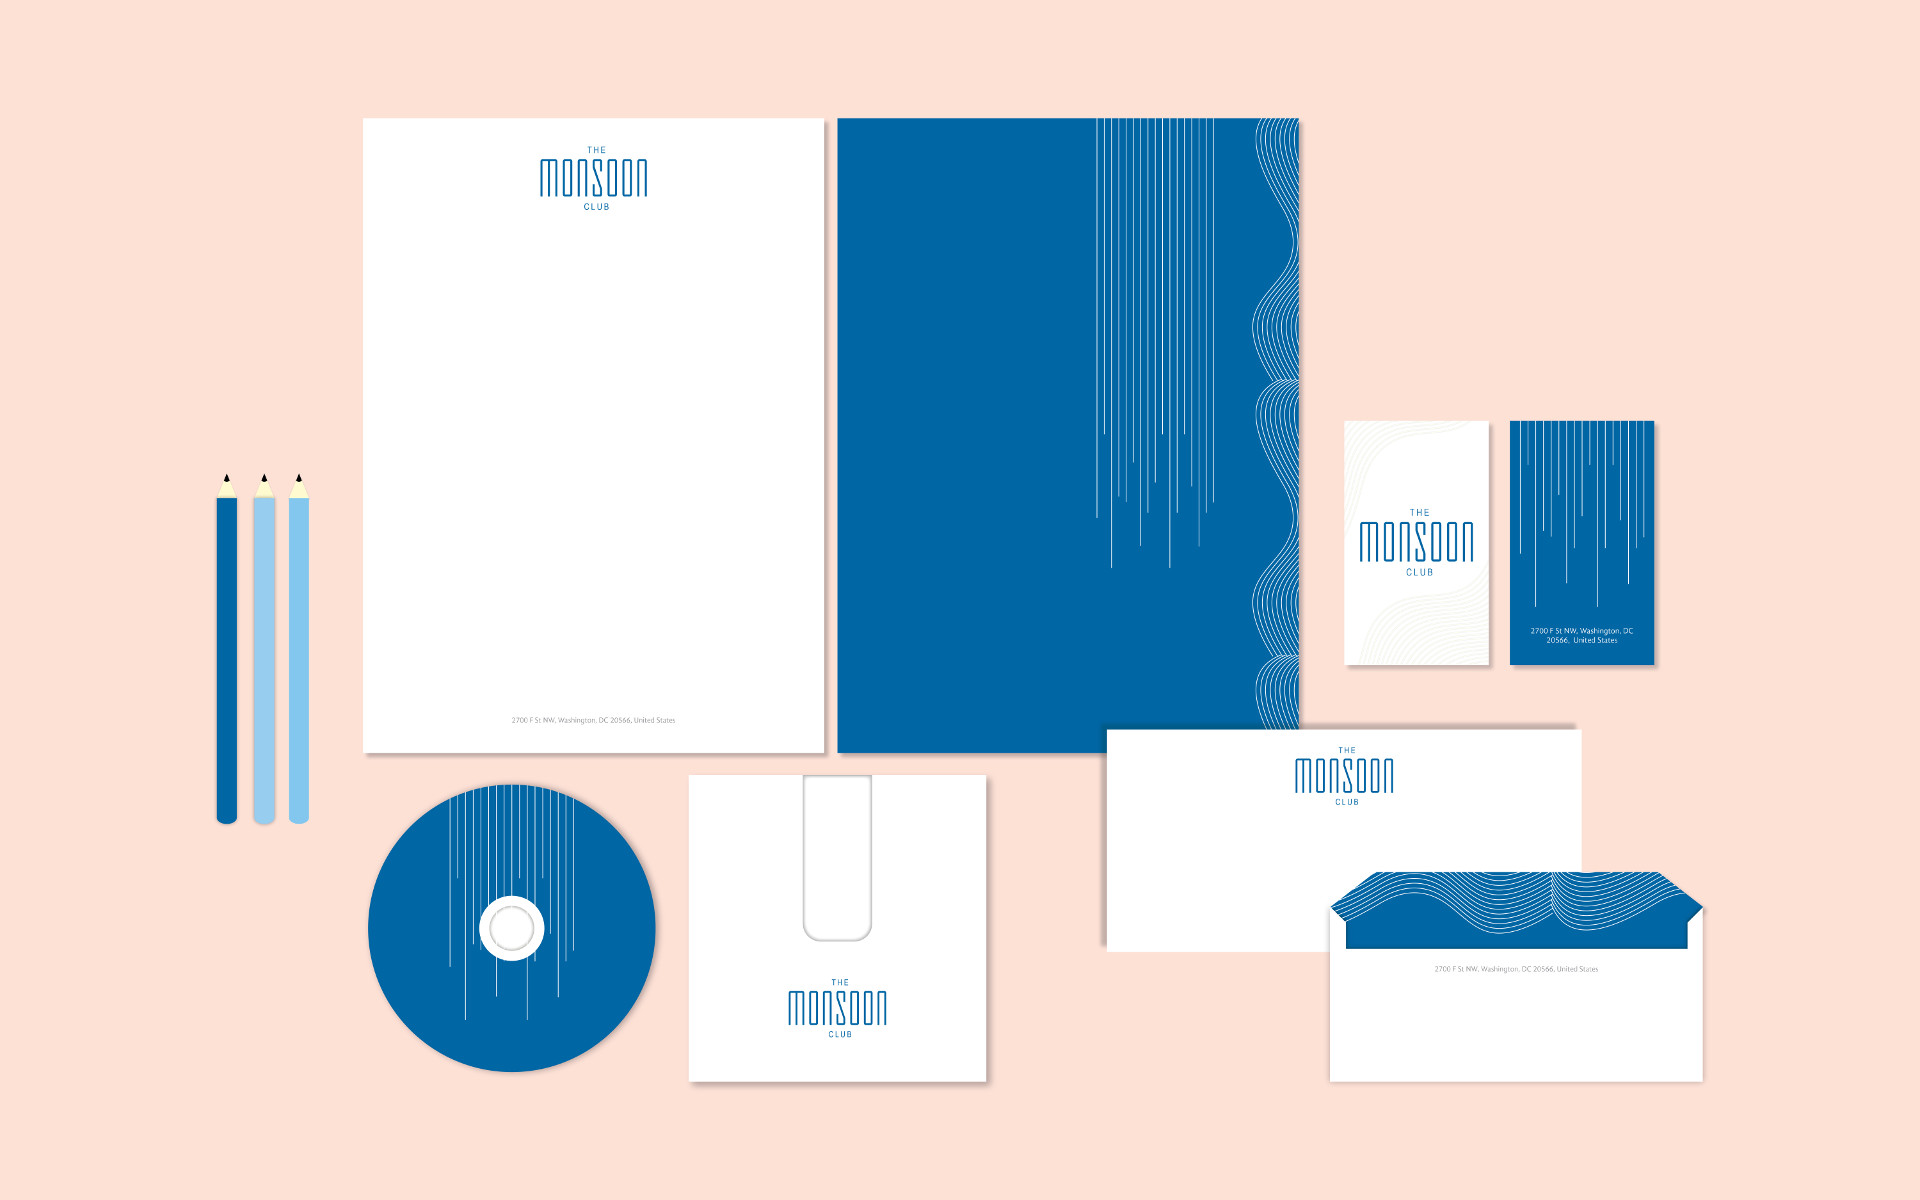 THE
MONSOON
CLUB
2700 F St NW, Washington, DC 20566, United States
THE
MONSOON
CLUB
2700 F St NW, Washington, DC
20566, United States
THE
MONSOON
CLUB
2700 F St NW, Washington, DC 20566, United States
THE
MONSOON
CLUB